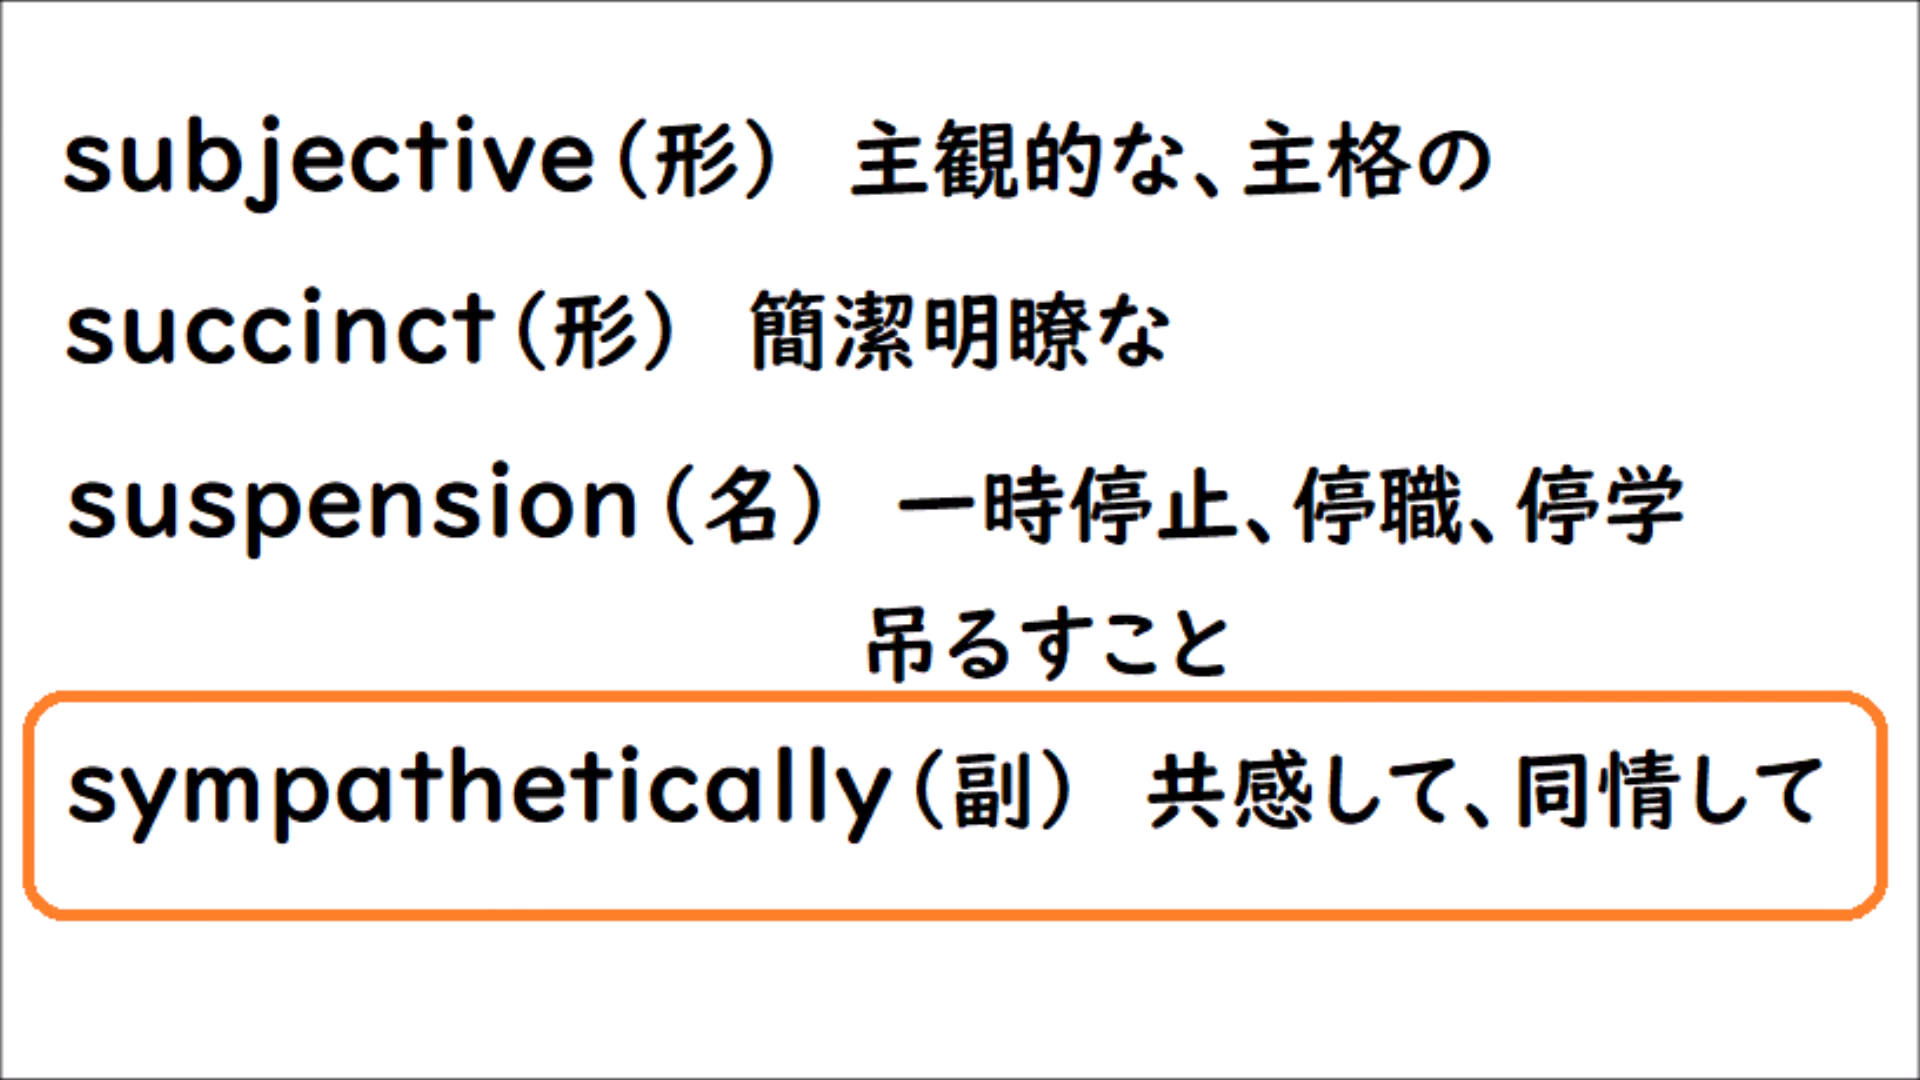 subjective（形） 主観的な、主格の
succinct（形） 簡潔明瞭な
suspension（名） 一時停止、停職、停学
吊るすこと
sympathetically（副） 共感して、同情して